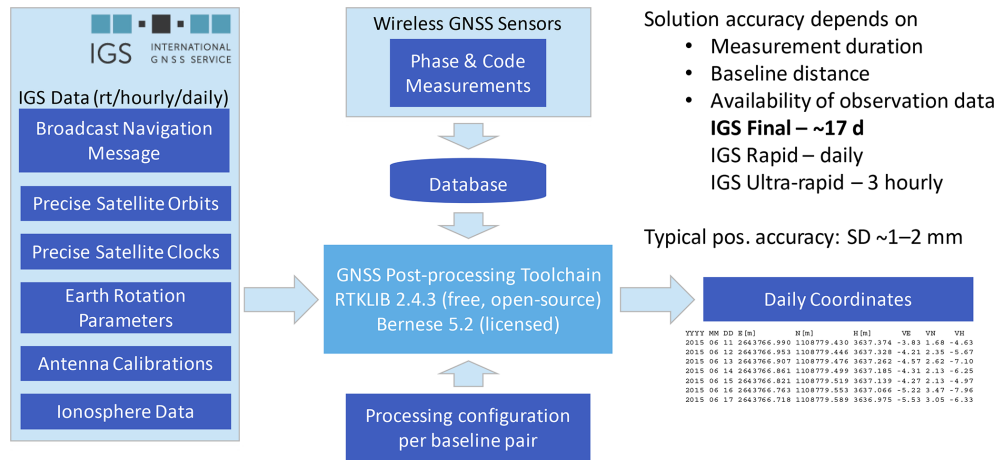 IGS
INTERNATIONAL
GNSS SERVICE
IGS Data (rt/hourly/daily)
Broadcast Navigation
Message
Precise Satellite Orbits
Precise Satellite Clocks
Earth Rotation
Parameters
Antenna Calibrations
Ionosphere Data
Wireless GNSS Sensors
Phase & Code
Measurements
Database
GNSS Post-processing Toolchain
RTKLIB 2.4.3 (free, open-source)
Bernese 5.2 (licensed)
Processing configuration
per baseline pair
Solution accuracy depends on
• Measurement duration
• Baseline distance
• Availability of observation data
IGS Final – ~17 d
IGS Rapid – daily
IGS Ultra-rapid – 3 hourly
Typical pos. accuracy: SD ~1–2 mm
Daily Coordinates
YYYY MM DD E[m] N[m] H[m] VE VN VH
2015 06 11 2643766.990 1108779.430 3637.374 -3.83 1.68 -4.63
2015 06 12 2643766.953 1108779.446 3637.328 -4.21 2.35 -5.67
2015 06 13 2643766.907 1108779.476 3637.262 -4.57 2.62 -7.10
2015 06 14 2643766.861 1108779.499 3637.185 -4.31 2.13 -6.25
2015 06 15 2643766.821 1108779.519 3637.139 -4.27 2.13 -4.97
2015 06 16 2643766.763 1108779.553 3637.066 -5.22 3.47 -7.96
2015 06 17 2643766.718 1108779.589 3636.975 -5.53 3.05 -6.33